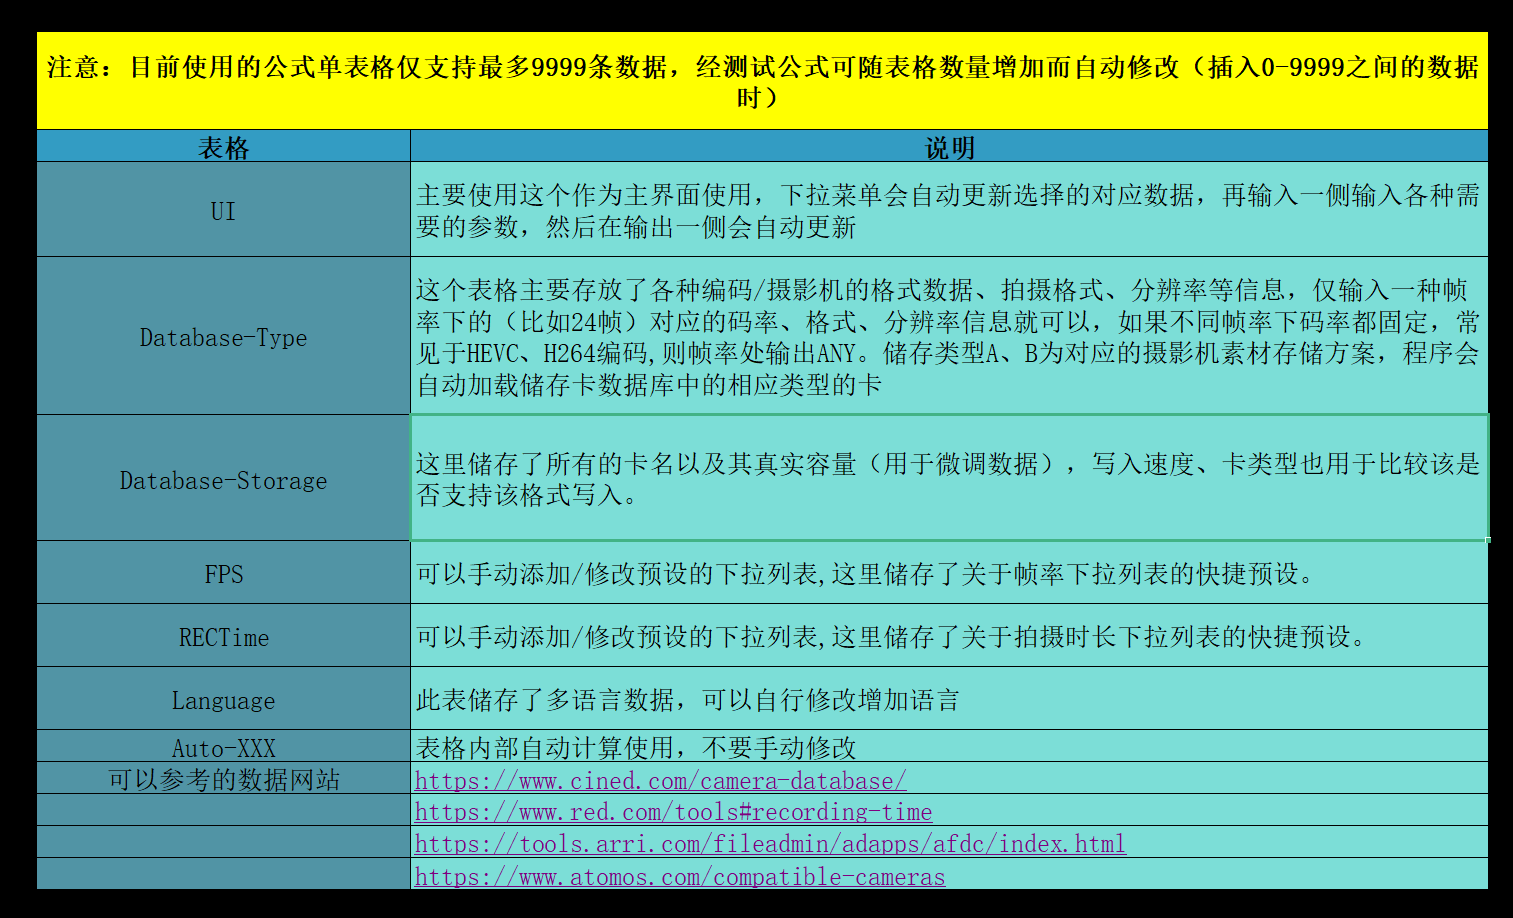 注意：目前使用的公式单表格仅支持最多9999条数据，经测试公式可随表格数量增加而自动修改（插入0-9999之间的数据
时）
表格
说明
UI
主要使用这个作为主界面使用，下拉菜单会自动更新选择的对应数据，再输入一侧输入各种需
要的参数，然后在输出一侧会自动更新
Database-Type
这个表格主要存放了各种编码/摄影机的格式数据、拍摄格式、分辨率等信息，仅输入一种帧
率下的（比如24帧）对应的码率、格式、分辨率信息就可以，如果不同帧率下码率都固定，常
见于HEVC、H264编码,则帧率处输出ANY。储存类型A、B为对应的摄影机素材存储方案，程序会
自动加载储存卡数据库中的相应类型的卡
Database-Storage
这里储存了所有的卡名以及其真实容量（用于微调数据），写入速度、卡类型也用于比较该是
否支持该格式写入。
FPS
可以手动添加/修改预设的下拉列表,这里储存了关于帧率下拉列表的快捷预设。
RECTime
可以手动添加/修改预设的下拉列表,这里储存了关于拍摄时长下拉列表的快捷预设。
Language
此表储存了多语言数据，可以自行修改增加语言
Auto-XXX
表格内部自动计算使用，不要手动修改
可以参考的数据网站
https://www.cined.com/camera-database/
https://www.red.com/tools#recording-time
https://tools.arri.com/fileadmin/adapps/afdc/index.html
https://www.atomos.com/compatible-cameras